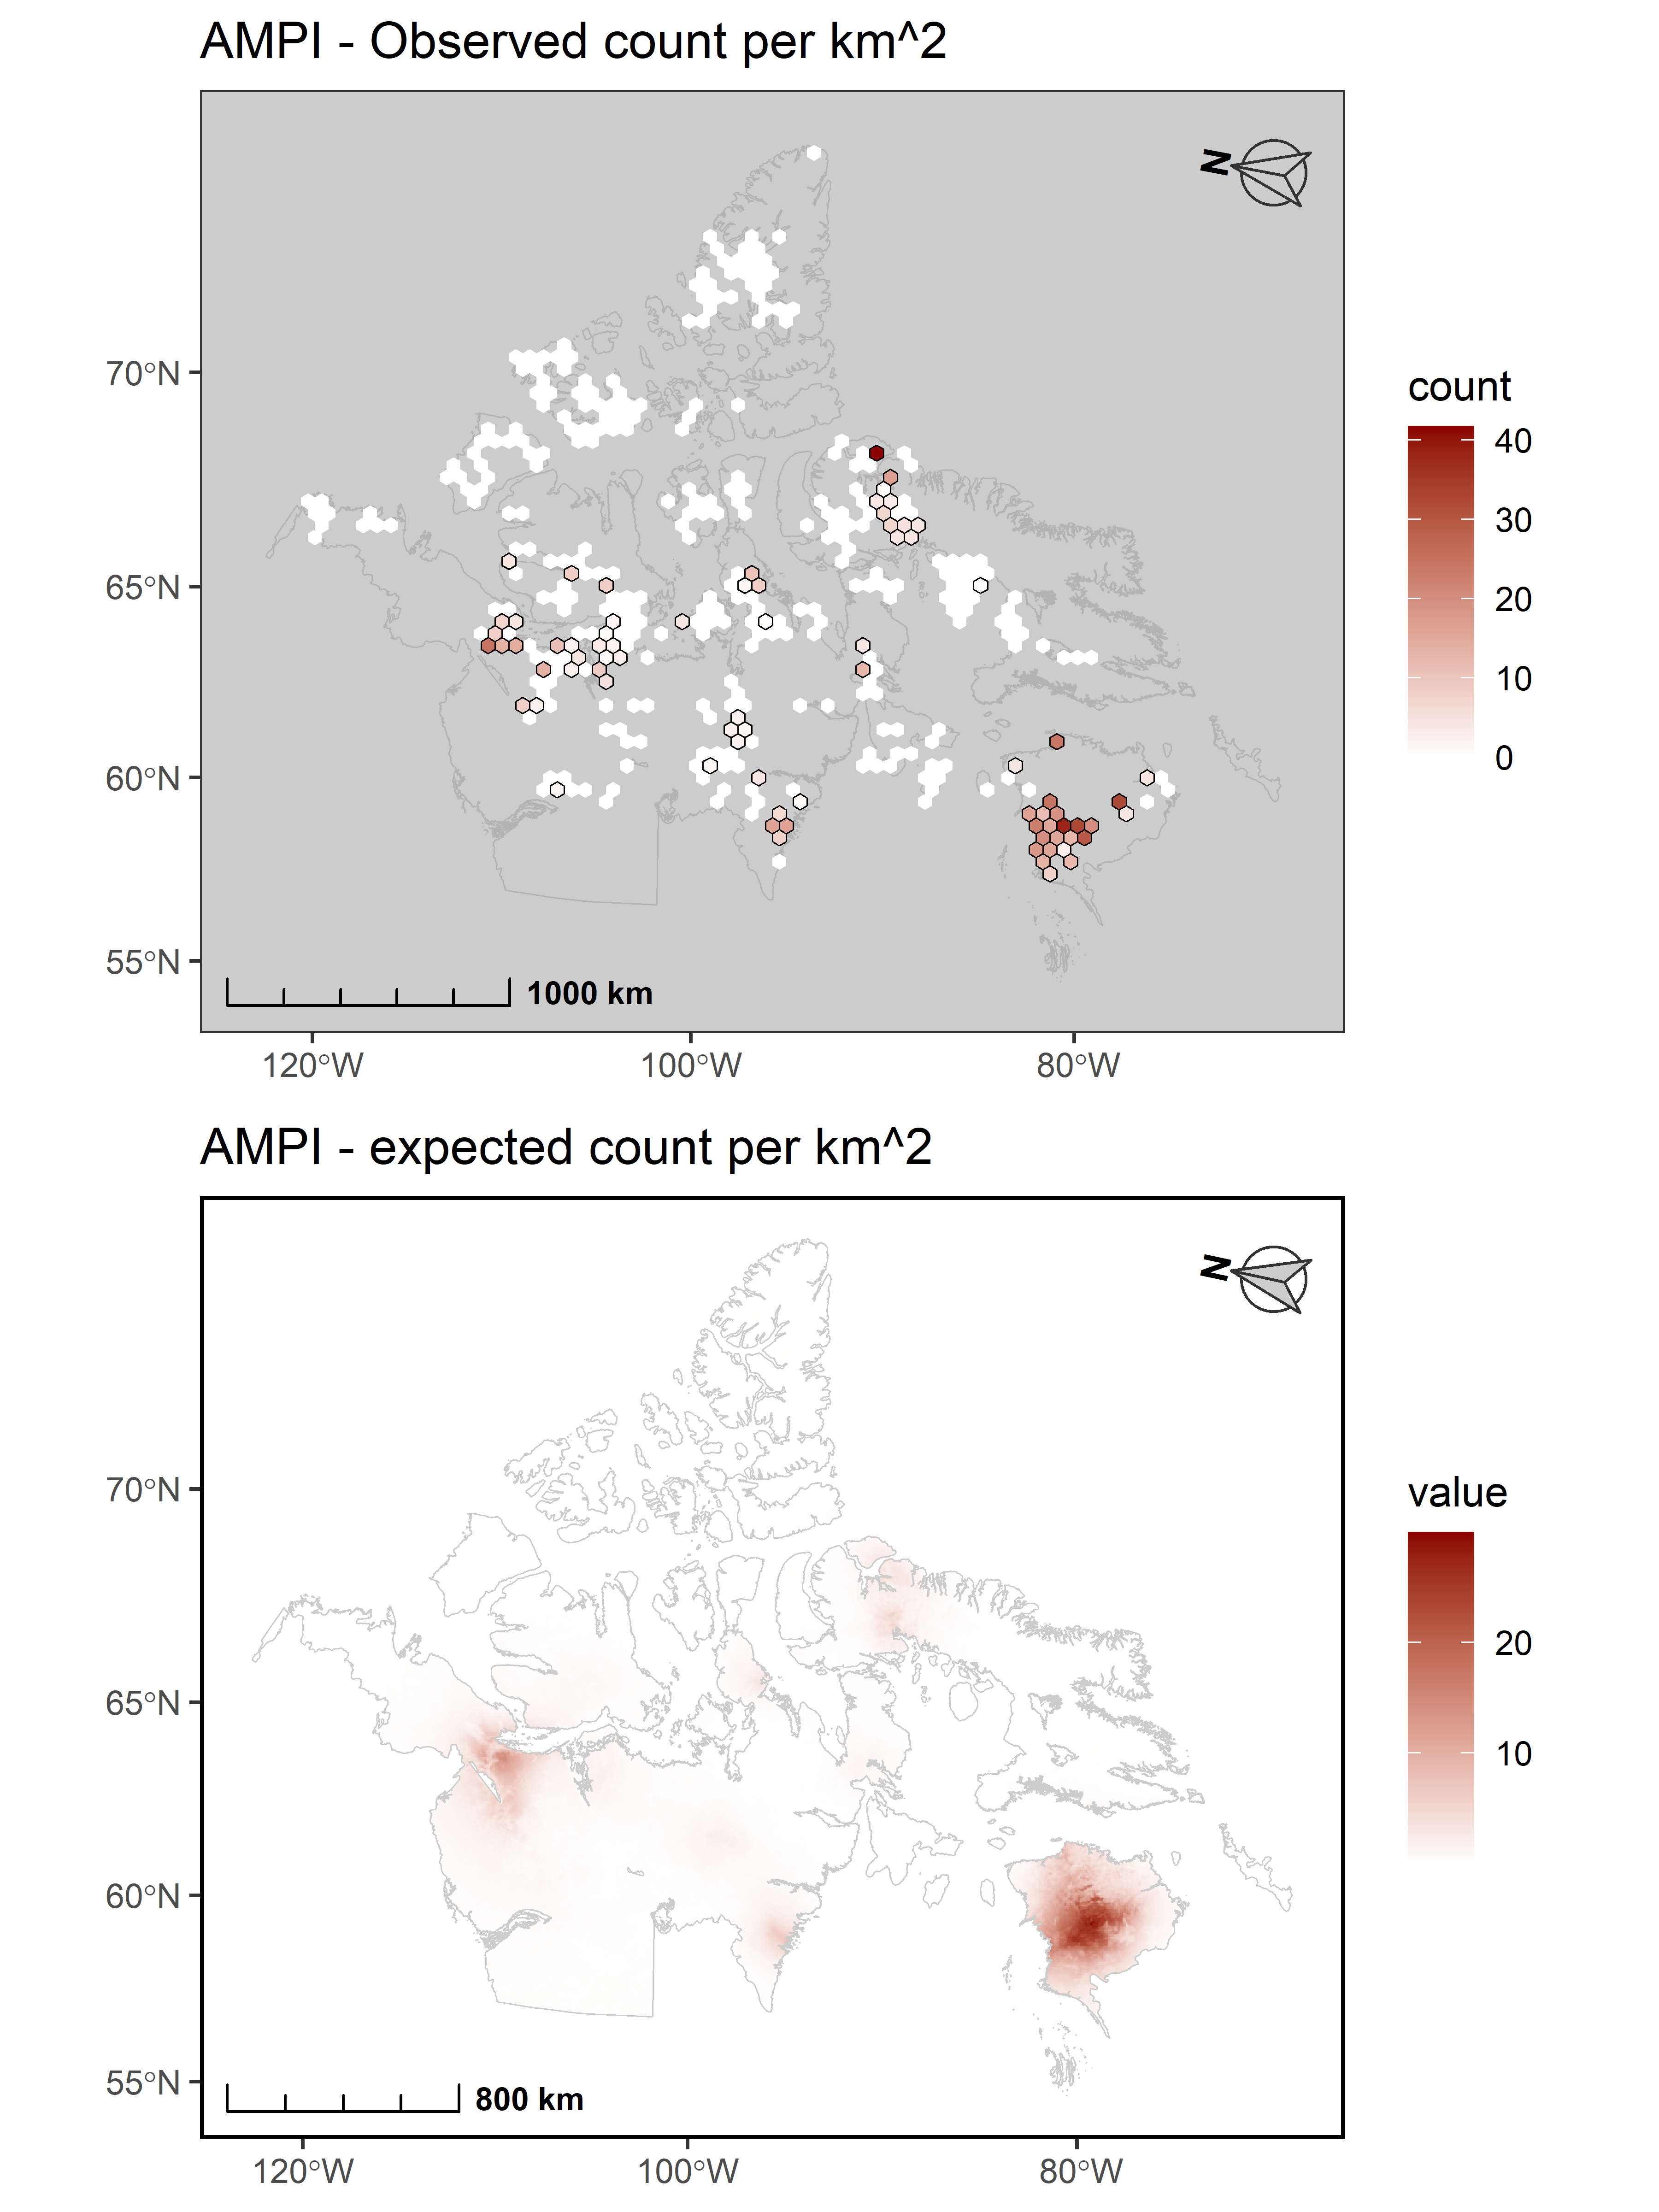 AMPI - Observed count per km^2
N
70°N
65°N
60°N
55°N
1000 km
120°W
100°W
80°W
count
40
30
20
10
0
AMPI - expected count per km^2
N
70°N
65°N
60°N
55°N
800 km
120°W
100°W
80°W
value
20
10